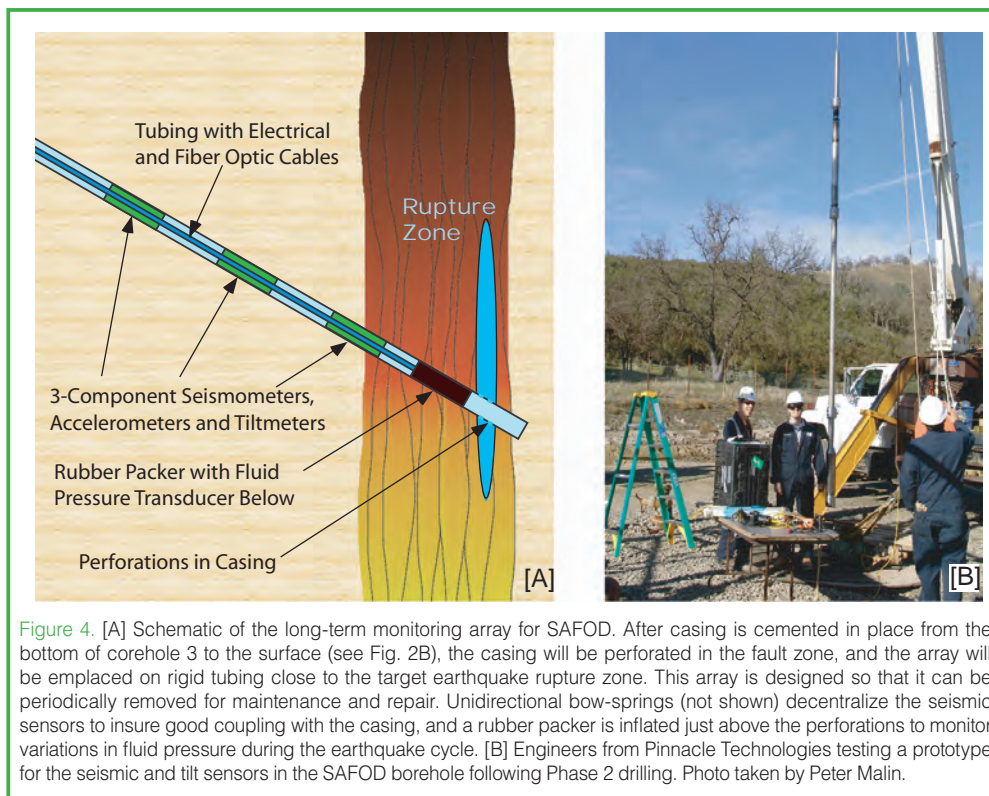 Tubing with Electrical
and Fiber Optic Cables
Rupture
Zone
3-Component Seismometers,
Accelerometers and Tiltmeters
Rubber Packer with Fluid
Pressure Transducer Below
Perforations in Casing
[A]
[B]
Figure 4. [A] Schematic of the long-term monitoring array for SAFOD. After casing is cemented in place from the
bottom of corehole 3 to the surface (see Fig. 2B), the casing will be perforated in the fault zone, and the array will
be emplaced on rigid tubing close to the target earthquake rupture zone. This array is designed so that it can be
periodically removed for maintenance and repair. Unidirectional bow-springs (not shown) decentralize the seismic
sensors to insure good coupling with the casing, and a rubber packer is inflated just above the perforations to monitor
variations in fluid pressure during the earthquake cycle. [B] Engineers from Pinnacle Technologies testing a prototype
for the seismic and tilt sensors in the SAFOD borehole following Phase 2 drilling. Photo taken by Peter Malin.